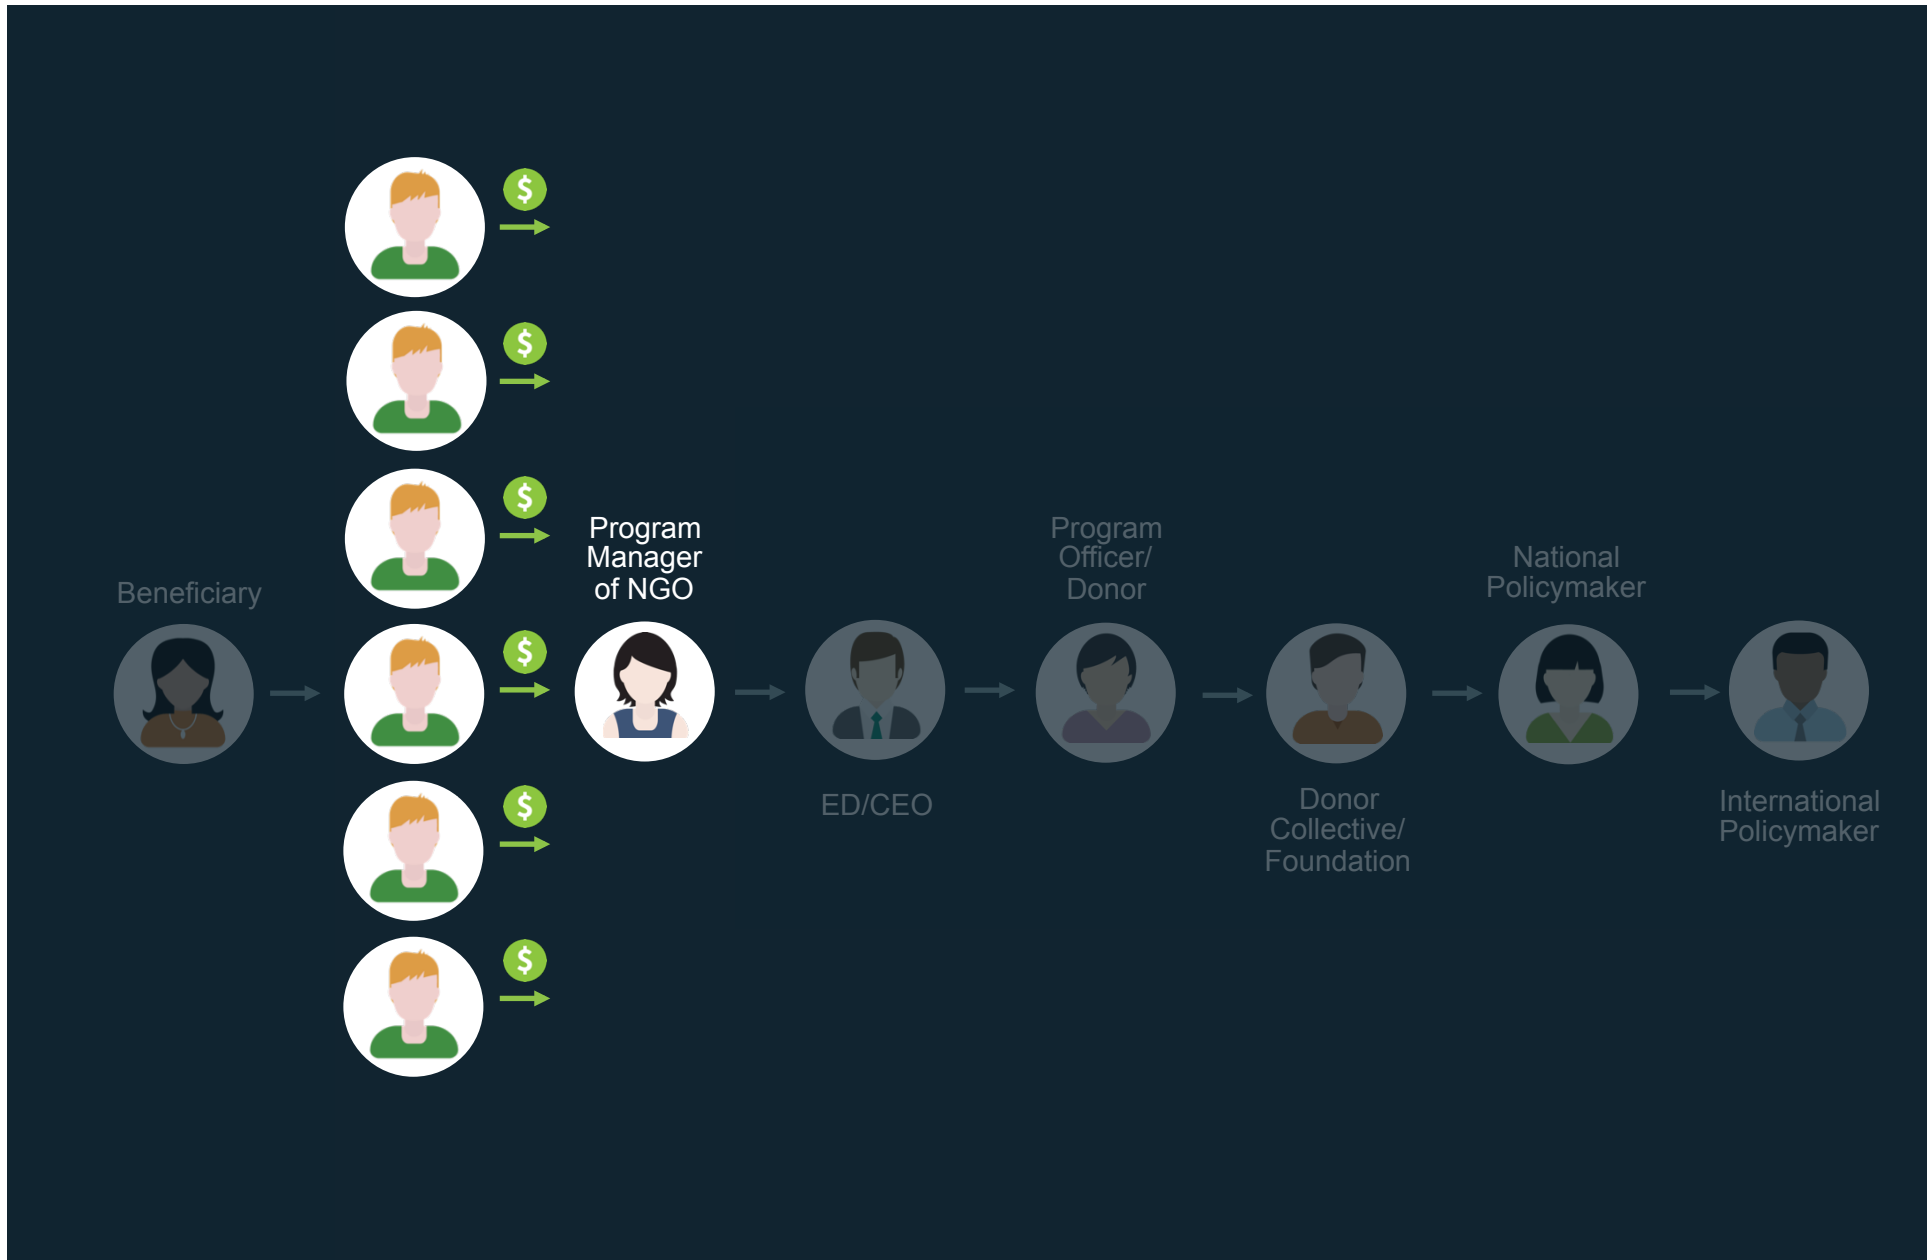 $
$
$
Program
Manager
of NGO
Program
Officer/
Donor
National
Policymaker
Beneficiary
$
$
ED/CEO
Donor
Collective/
Foundation
International
Policymaker
$